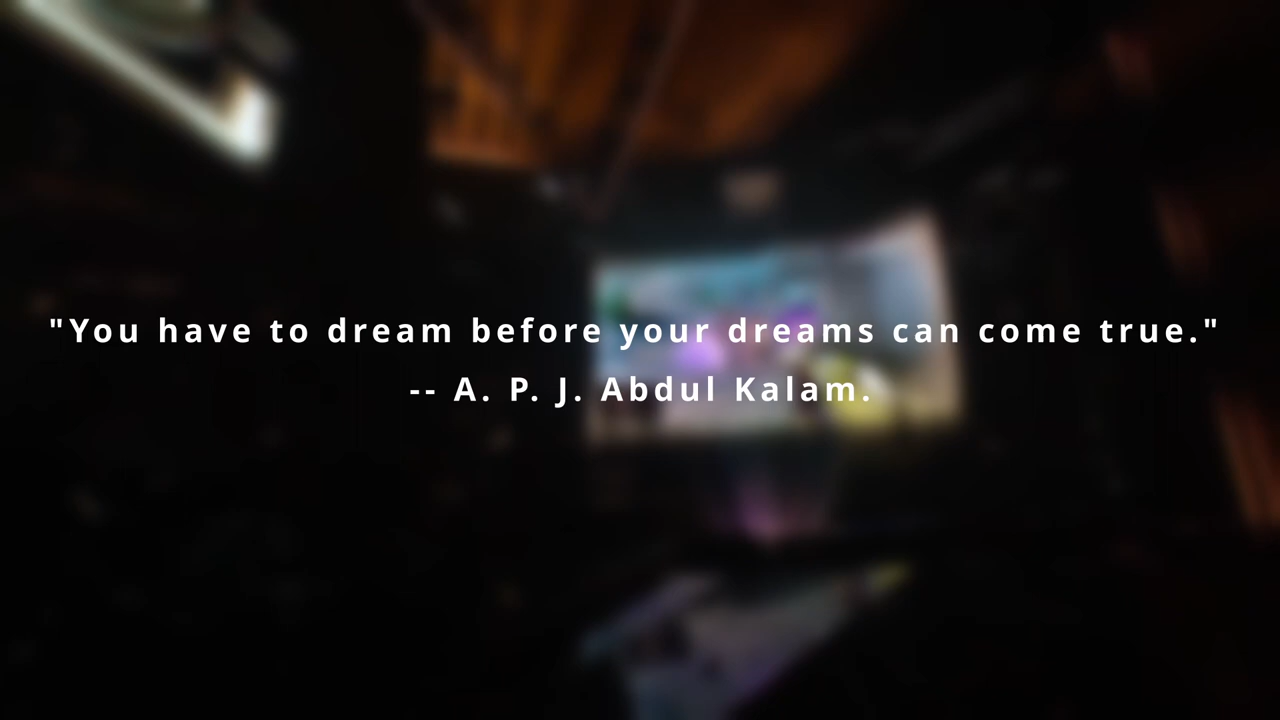 "You have to dream before your dreams can come true."
-- A. P. J. Abdul Kalam.